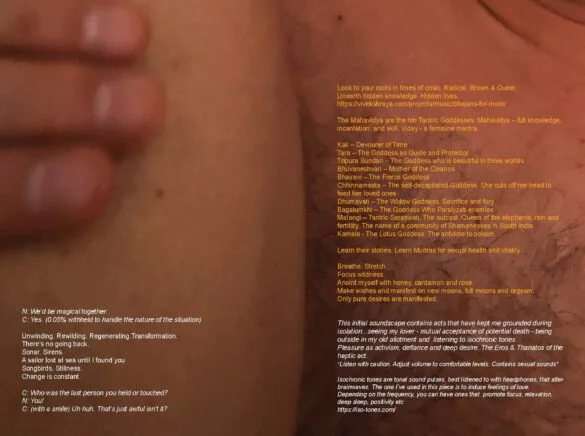 Look to your roots in times of crisis. Radical. Brown & Queer.
Unearth hidden knowledge. Hidden lives.
https://vivekshraya.com/projects/music/bhajans-for-mom/
The Mahavidya are the ten Tantric Goddesses. Mahavidya – full knowledge,
incantation, and skill. Viday - a feminine mantra
Kali – Devourer of Time
Tara – The Goddess as Guide and Protector
Tripura Sundari – The Goddess who is beautiful in three worlds
Bhuvaneshvari – Mother of the Cosmos
Bhairavi – The Fierce Goddess
Chhinnamasta – The self-decapitated Goddess. She cuts off her head to
feed her loved ones
Dhumavati – The Widow Goddess. Sacrifice and fury
Bagalumkhi – The Goddess Who Paralyzes enemies
Matangi – Tantric Saraswati. The outcast. Queen of the elephants, rain and
fertility. The name of a community of Shamanesses in South India
Kamala - The Lotus Goddess. The antidote to poison
Learn their stories. Learn Mudras for sexual health and vitality.
Breathe. Stretch.
Focus wildness.
Anoint myself with honey, cardamon and rose.
Make wishes and manifest on new moons, full moons and orgasm.
Only pure desires are manifested.
N: We'd be magical together.
C: Yes. (0.05% withheld to handle the nature of the situation)
Unwinding. Rewilding. Regenerating.Transformation.
There's no going back.
Sonar. Sirens.
A sailor lost at sea until I found you
Songbirds. Stillness.
Change is constant.
C: Who was the last person you held or touched?
N: You!
C: (with a smile) Uh huh. That's just awful isn't it?
This initial soundscape contains acts that have kept me grounded during
isolation...seeing my lover - mutual acceptance of potential death - being
outside in my old allotment and listening to isochronic tones.
Pleasure as activism, defiance and deep desire. The Eros & Thanatos of the
haptic act.
*Listen with caution. Adjust volume to comfortable levels. Contains sexual sounds*
Isochronic tones are tonal sound pulses, best listened to with headphones, that alter
brainwaves. The one I've used in this piece is to induce feelings of love.
Depending on the frequency, you can have ones that promote focus, relaxation,
deep sleep, positivity etc
https://iso-tones.com/